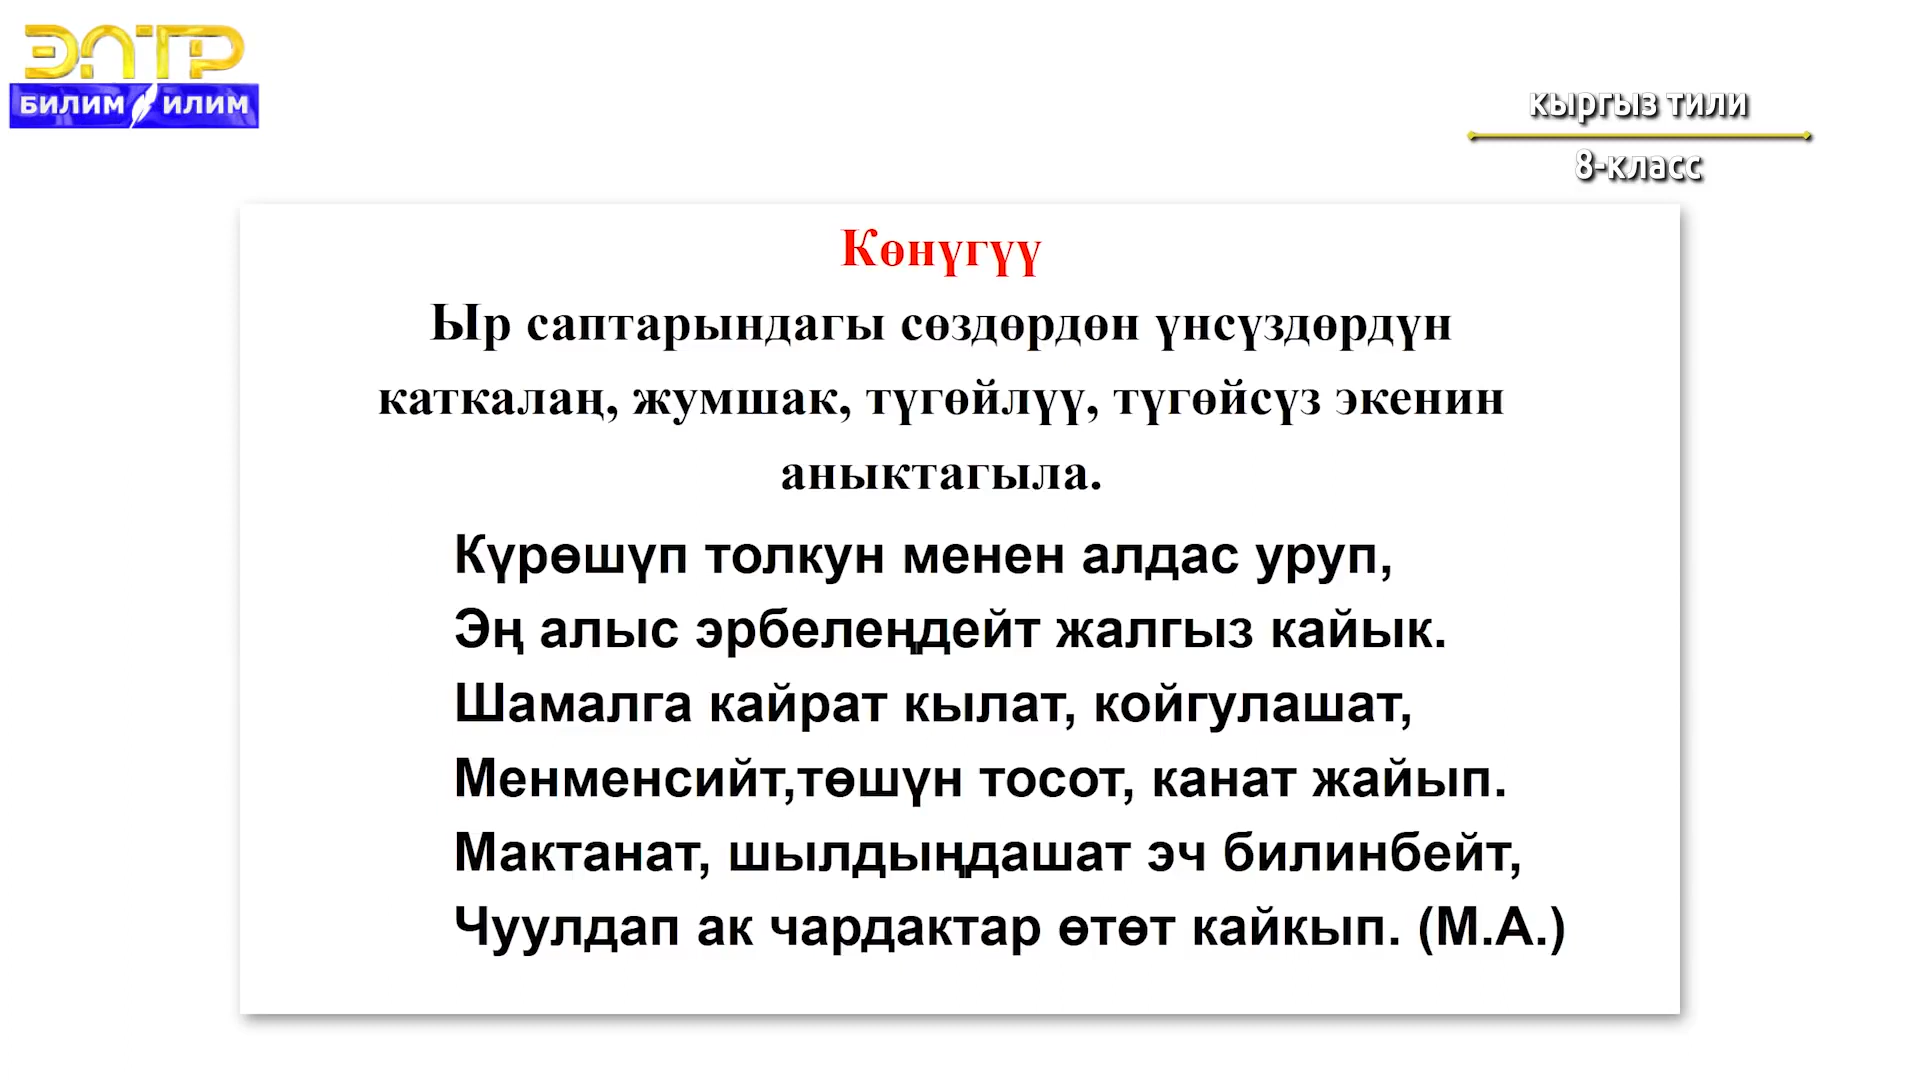 ЭЛТР
БИЛИМ ИЛИМ
кыргыз тили
8-класс
Көнүгүү
Ыр саптарындагы сөздөрдөн үнсүздөрдүн
каткалаң, жумшак, түгөйлүү, түгөйсүз экенин
аныктагыла.
Күрөшүп толкун менен алдас уруп,
Эң алыс эрбелеңдейт жалгыз кайык.
Шамалга кайрат кылат, койгулашат,
Менменсийт,төшүн тосот, канат жайып.
Мактанат, шылдыңдашат эч билинбейт,
Чуулдап ак чардактар өтөт кайкып. (М.А.)